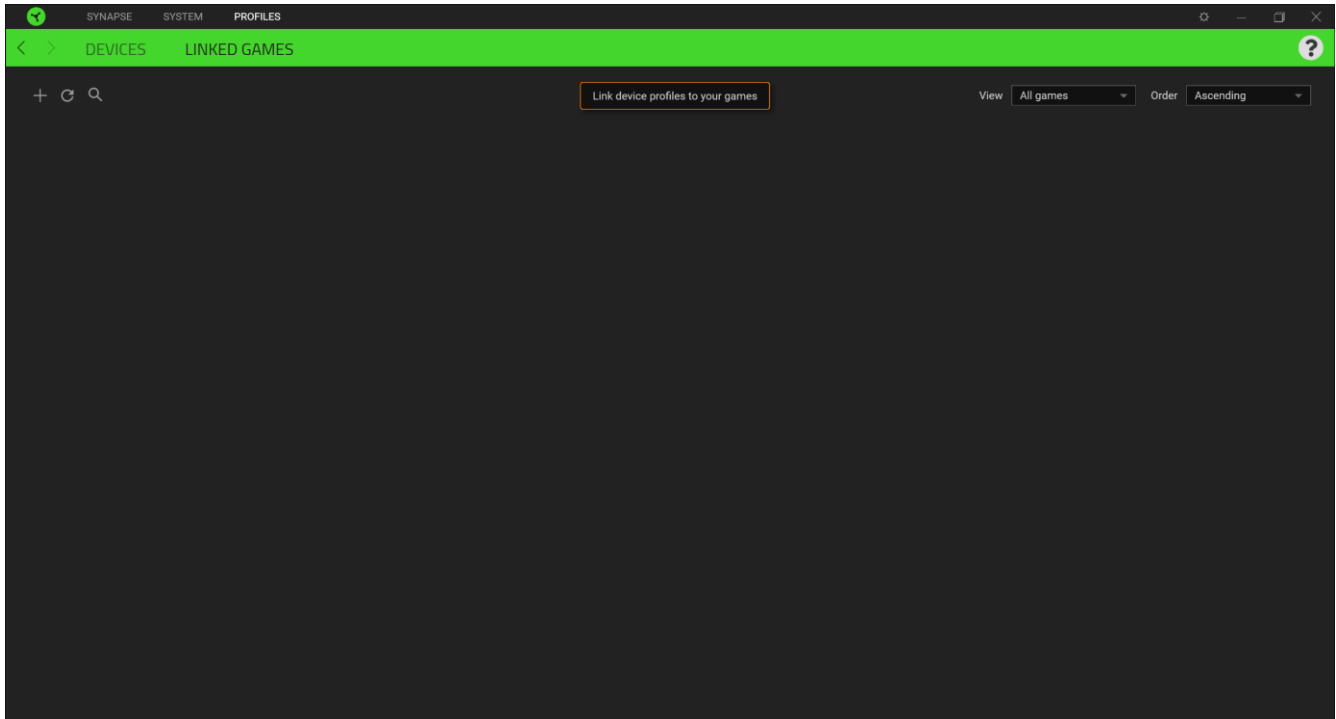 SYNAPSE SYSTEM PROFILES
DEVICES LINKED GAMES ?
Link device profiles to your games View All games Order Ascending